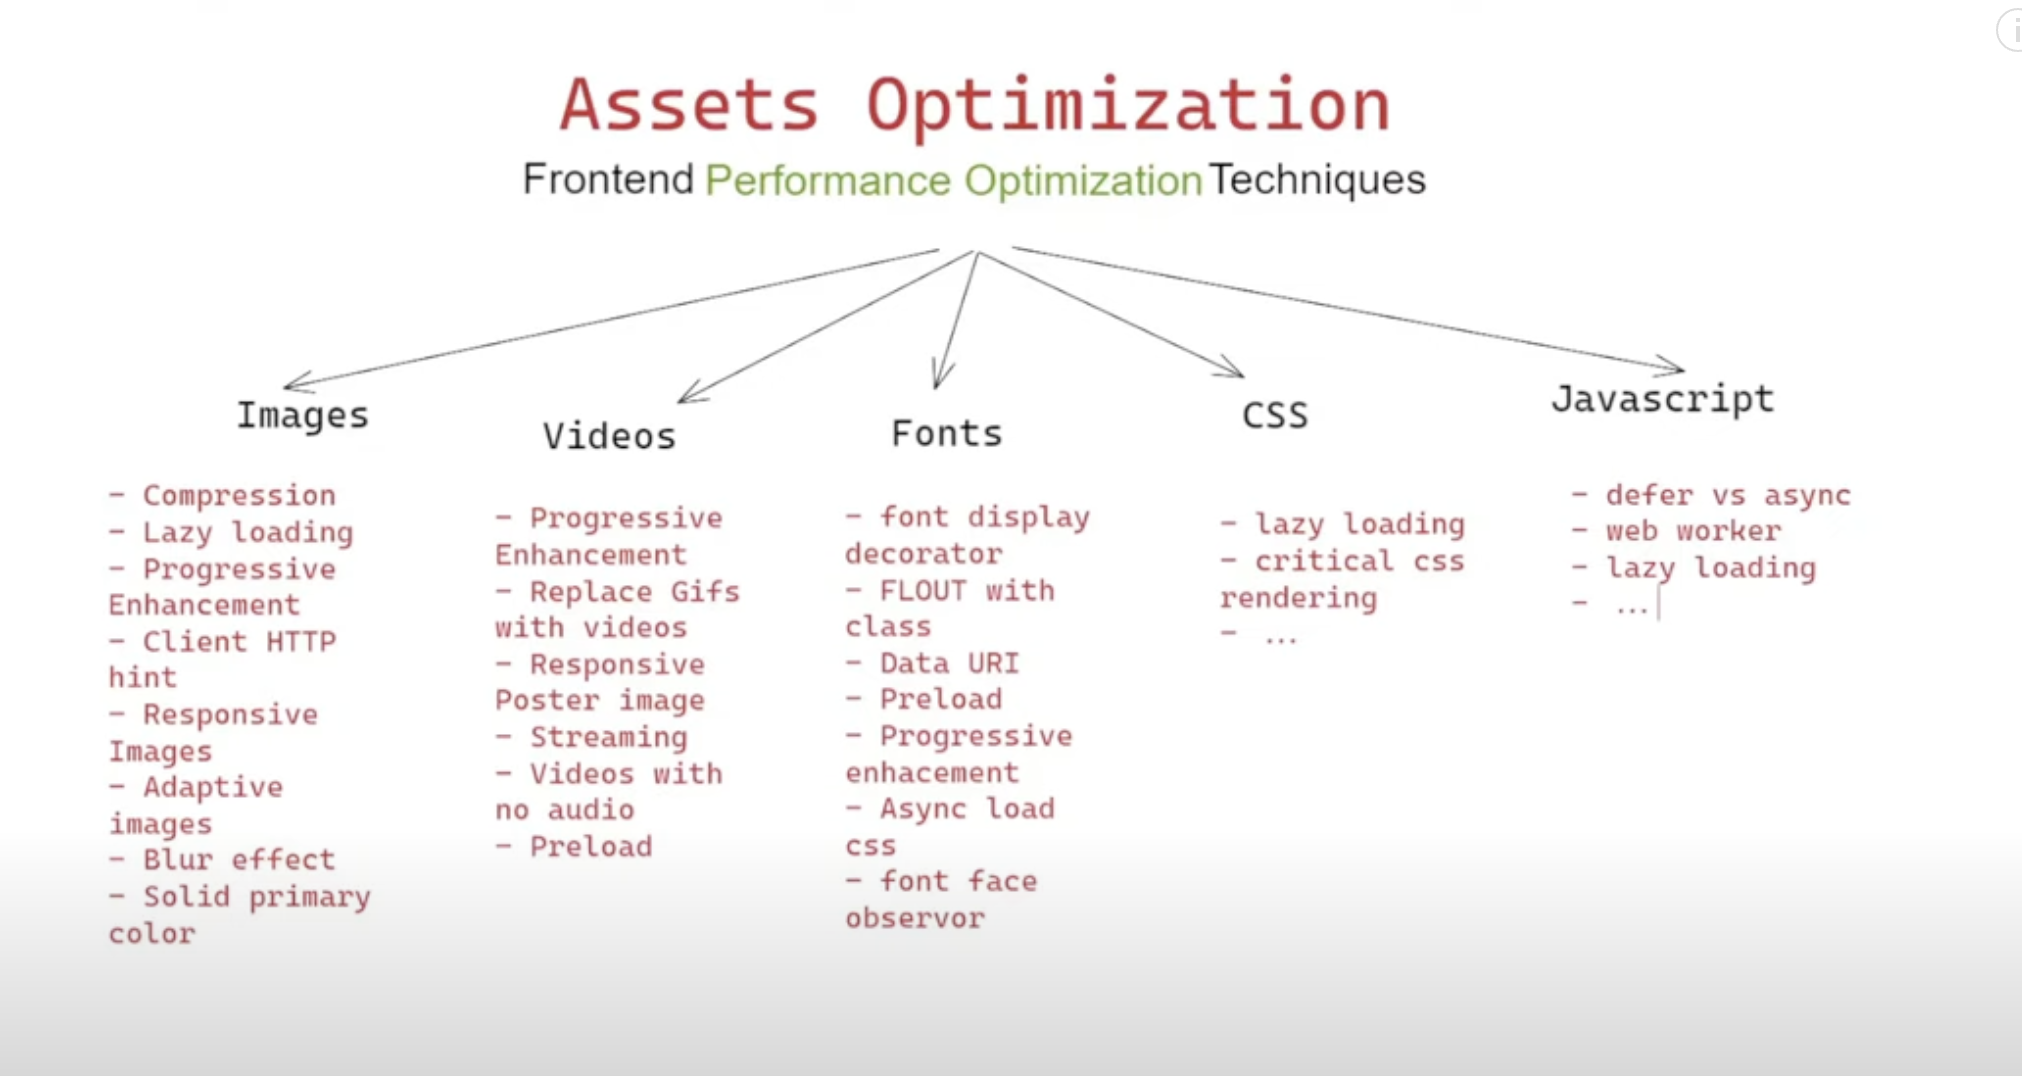 Assets Optimization
Frontend Performance Optimization Techniques
Images
- Compression
- Lazy loading
- Progressive
Enhancement
- Client HTTP
hint
- Responsive
Images
- Adaptive
images
- Blur effect
- Solid primary
color
Videos
- Progressive
Enhancement
- Replace Gifs
with videos
- Responsive
Poster image
- Streaming
- Videos with
no audio
- Preload
Fonts
- font display
decorator
- FLOUT with
class
- Data URI
- Preload
- Progressive
enhacement
- Async load
css
- font face
observor
CSS
- lazy loading
- critical css
rendering
- ...
Javascript
- defer vs async
- web worker
- lazy loading
- ...